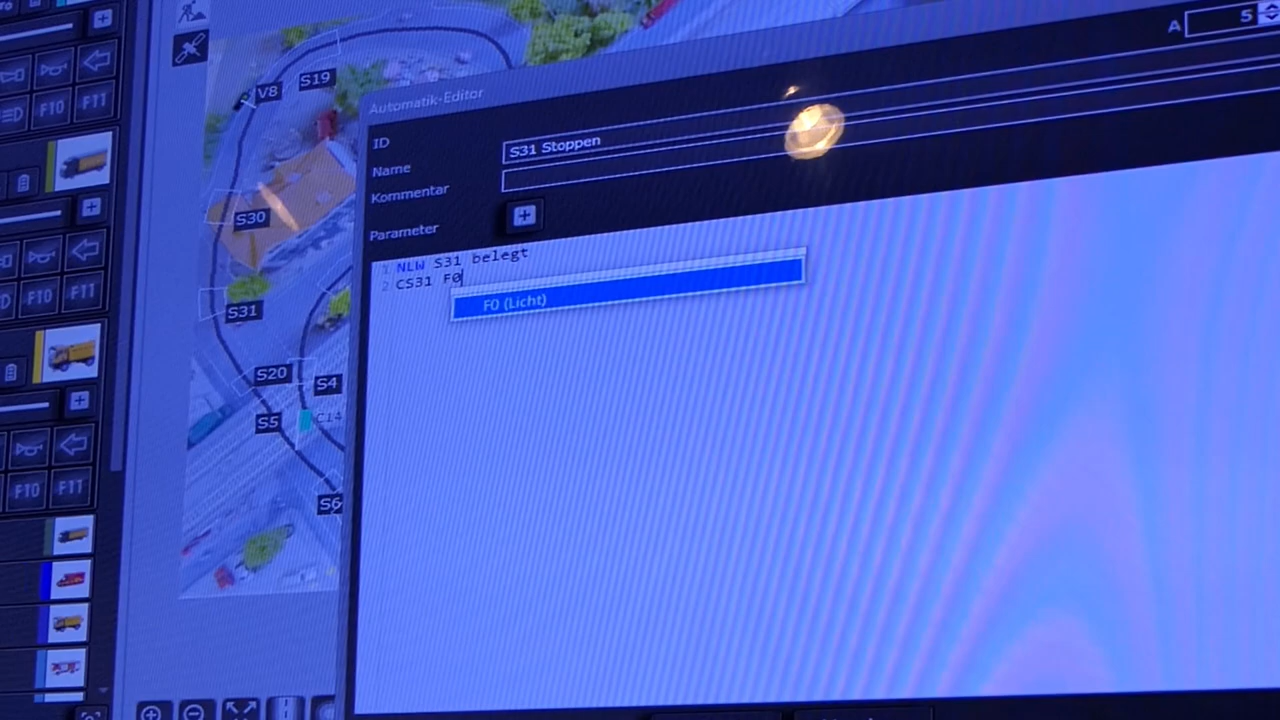 A 5
Automatik-Editor
ID
Name S31 Stoppen
Kommentar
Parameter
1 NLW S31 belegt
2 CS31 F0
F0 (Licht)
V8
S19
S30
S31
S20
S4
S5
C14
S6
F10 F11
F10 F11
F10 F11